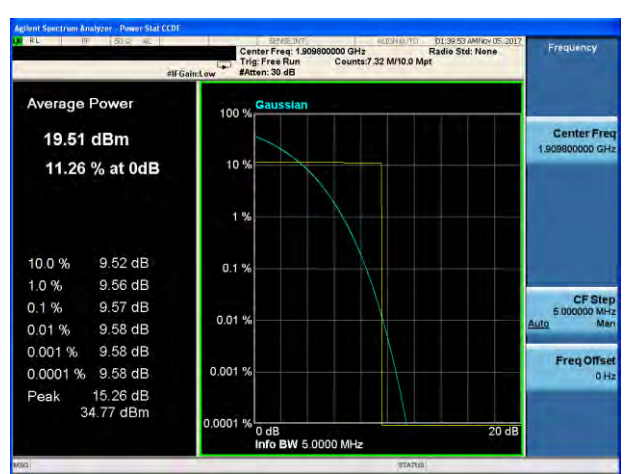 Agilent Spectrum Analyzer - Power Stat CCDF
RL RF 50 Ω AC SENSE:INT ALIGN AUTO 01:39:53 AM Nov 05, 2017
Center Freq: 1.909800000 GHz Radio Std: None
Trig: Free Run Counts:7.32 M/10.0 Mpt
#IFGain:Low #Atten: 30 dB
Frequency
Average Power
19.51 dBm
11.26 % at 0dB
10.0 % 9.52 dB
1.0 % 9.56 dB
0.1 % 9.57 dB
0.01 % 9.58 dB
0.001 % 9.58 dB
0.0001 % 9.58 dB
Peak 15.26 dB
34.77 dBm
Gaussian
100 %
10 %
1 %
0.1 %
0.01 %
0.001 %
0.0001 %
0 dB 20 dB
Info BW 5.0000 MHz
Center Freq
1.909800000 GHz
CF Step
5.000000 MHz
Auto Man
Freq Offset
0 Hz
MSG STATUS